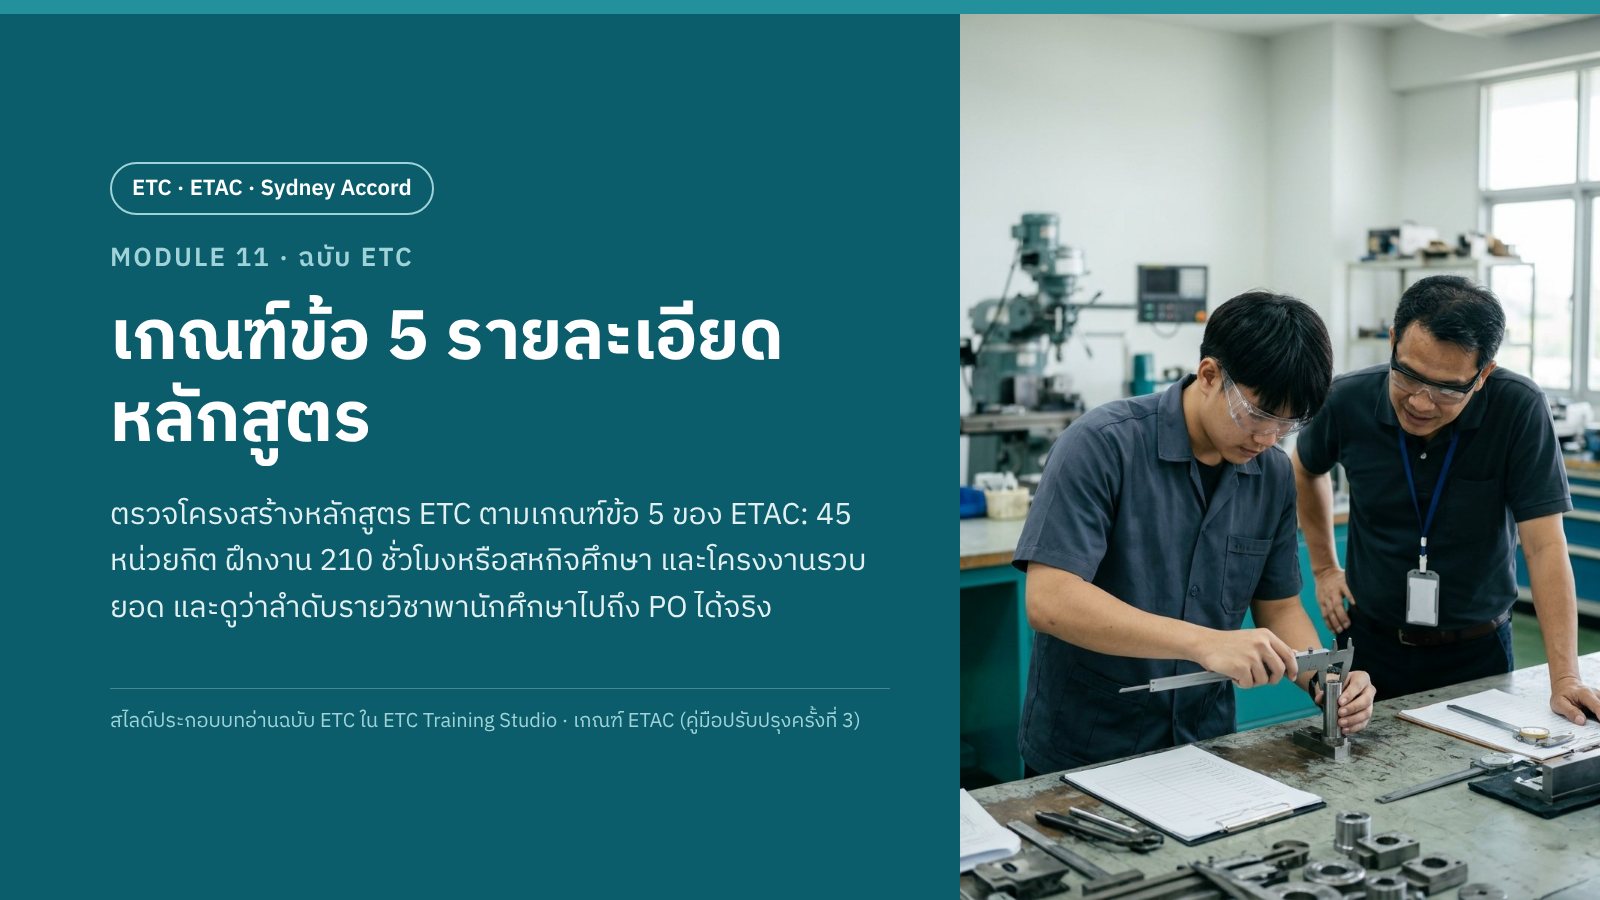 ETC · ETAC · Sydney Accord
MODULE 11 · ฉบับ ETC
เกณฑ์ข้อ 5 รายละเอียด
หลักสูตร
ตรวจโครงสร้างหลักสูตร ETC ตามเกณฑ์ข้อ 5 ของ ETAC: 45
หน่วยกิต ฝึกงาน 210 ชั่วโมงหรือสหกิจศึกษา และโครงงานรวบ
ยอด และดูว่าลำดับรายวิชาพานักศึกษาไปถึง PO ได้จริง
สไลด์ประกอบบทอ่านฉบับ ETC ใน ETC Training Studio · เกณฑ์ ETAC (คู่มือปรับปรุงครั้งที่ 3)